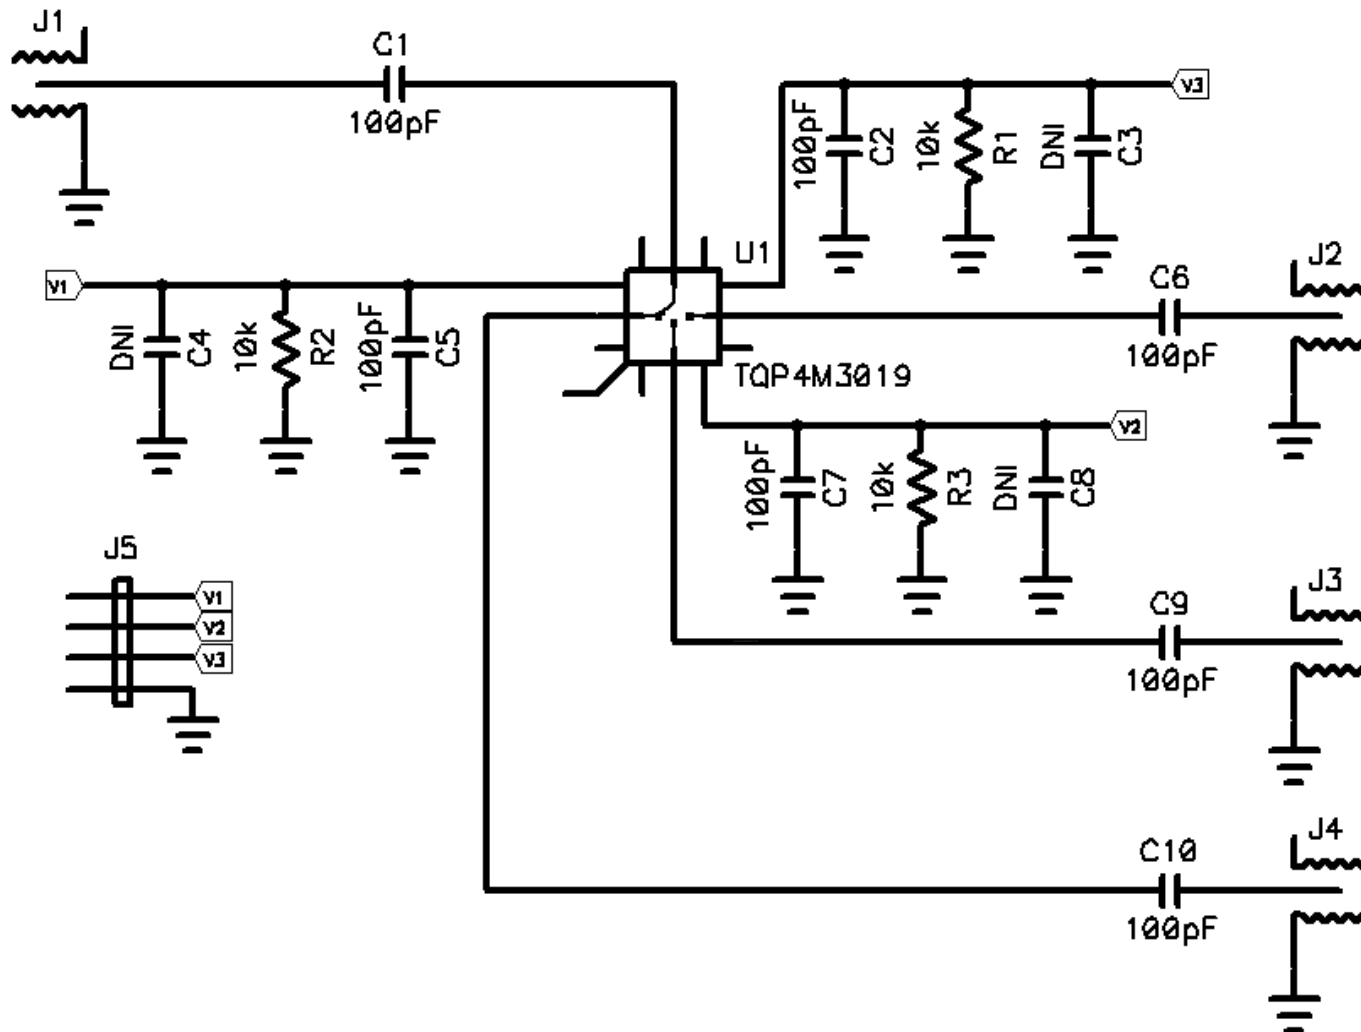 J1
C1
100pF
V3
100pF
C2
10k
R1
DNI
C3
U1
J2
C6
100pF
V1
DNI
C4
10k
R2
100pF
C5
TQP4M3019
V2
100pF
C7
10k
R3
DNI
C8
J5
V1
V2
V3
J3
C9
100pF
J4
C10
100pF